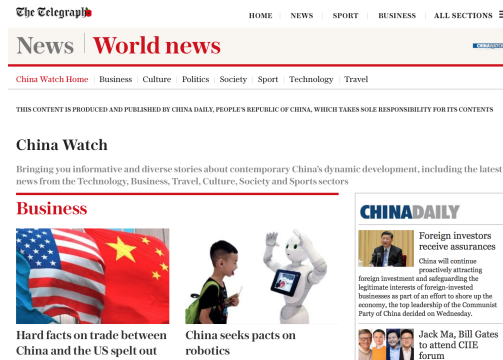 The Telegraph
HOME NEWS SPORT BUSINESS ALL SECTIONS
News World news
CHINA
China Watch Home Business Culture Politics Society Sport Technology Travel
THIS CONTENT IS PRODUCED AND PUBLISHED BY CHINA DAILY, PEOPLE'S REPUBLIC OF CHINA, WHICH TAKES SOLE RESPONSIBILITY FOR ITS CONTENTS
China Watch
Bringing you informative and diverse stories about contemporary China's dynamic development, including the latest
news from the Technology, Business, Travel, Culture, Society and Sports sectors
Business
Hard facts on trade between
China and the US spelt out
China seeks pacts on
robotics
CHINADAILY
Foreign investors
receive assurances
China will continue
proactively attracting
foreign investment and safeguarding the
legitimate interests of foreign-invested
businesses as part of an effort to shore up the
economy, the top leadership of the Communist
Party of China decided on Wednesday.
Jack Ma, Bill Gates
to attend CIIE
forum